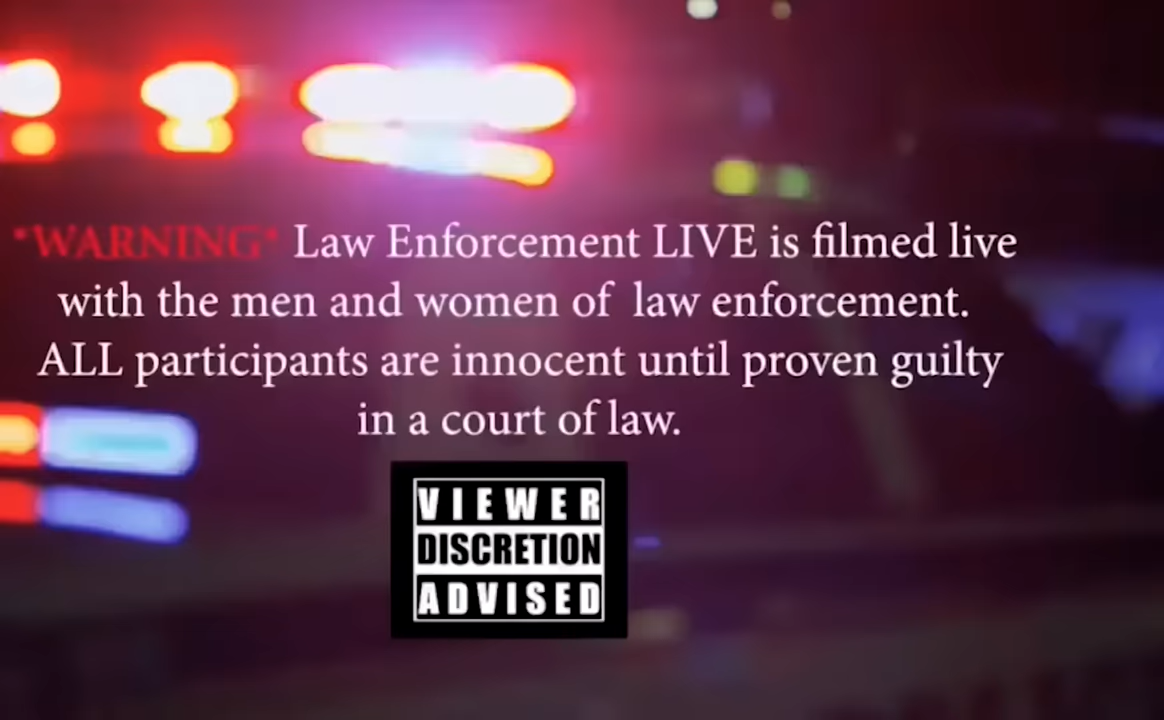 *WARNING* Law Enforcement LIVE is filmed live
with the men and women of law enforcement.
ALL participants are innocent until proven guilty
in a court of law.
VIEWER
DISCRETION
ADVISED